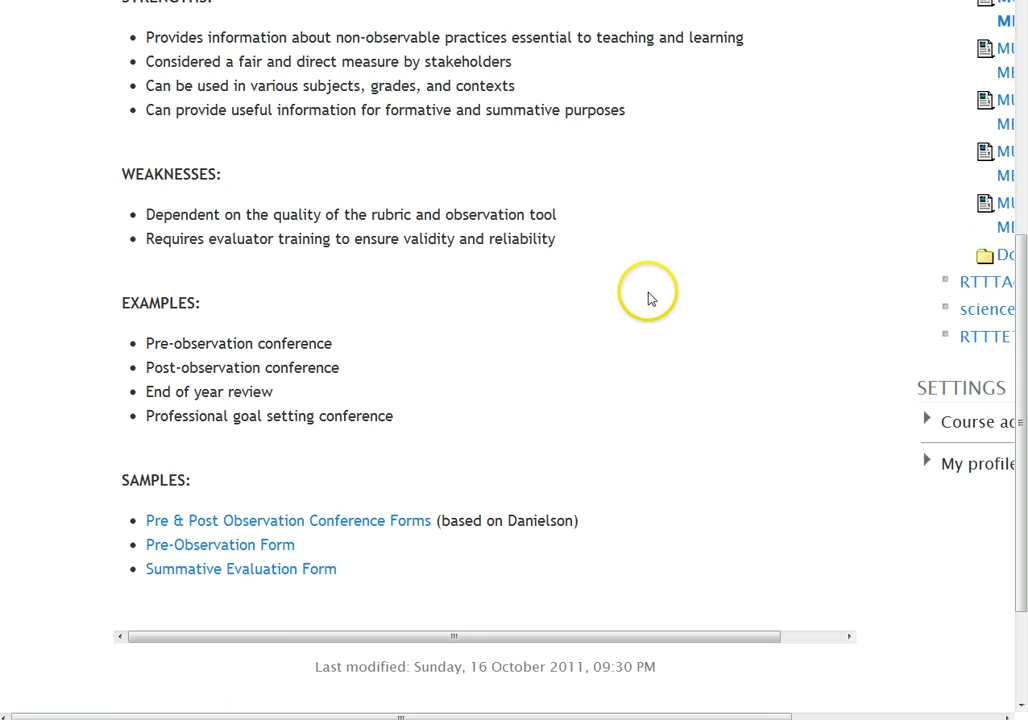 Provides information about non-observable practices essential to teaching and learning
Considered a fair and direct measure by stakeholders
Can be used in various subjects, grades, and contexts
Can provide useful information for formative and summative purposes
WEAKNESSES:
Dependent on the quality of the rubric and observation tool
Requires evaluator training to ensure validity and reliability
EXAMPLES:
Pre-observation conference
Post-observation conference
End of year review
Professional goal setting conference
SAMPLES:
Pre & Post Observation Conference Forms (based on Danielson)
Pre-Observation Form
Summative Evaluation Form
Last modified: Sunday, 16 October 2011, 09:30 PM
RTTTA
science
RTTTE
SETTINGS
Course
My profile